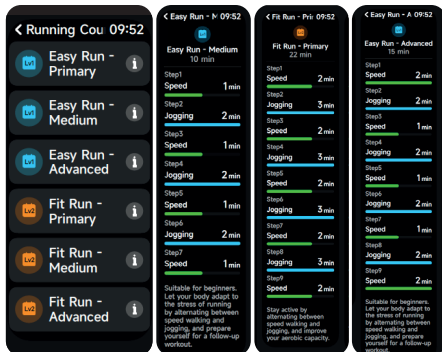 < Running Cou 09:52
Lv1
Easy Run -
Primary
i
Lv1
Easy Run -
Medium
i
Lv1
Easy Run -
Advanced
i
Lv2
Fit Run -
Primary
i
Lv2
Fit Run -
Medium
i
Lv2
Fit Run -
Advanced
i
< Easy Run - M 09:52
Lv1
Easy Run - Medium
10 min
Step1
Speed 1 min
Step2
Jogging 2 min
Step3
Speed 1 min
Step4
Jogging 2 min
Step5
Speed 1 min
Step6
Jogging 2 min
Step7
Speed 1 min
Suitable for beginners.
Let your body adapt to
the stress of running
by alternating between
speed walking and
jogging, and prepare
yourself for a follow-up
workout.
< Fit Run - Pri 09:52
Lv2
Fit Run - Primary
22 min
Step1
Speed 2 min
Step2
Jogging 3 min
Step3
Speed 2 min
Step4
Jogging 3 min
Step5
Speed 2 min
Step6
Jogging 3 min
Step7
Speed 2 min
Step8
Jogging 3 min
Step9
Speed 2 min
Stay active by
alternating between
speed walking and
jogging, and improve
your aerobic capacity.
< Easy Run - A 09:52
Lv1
Easy Run - Advanced
15 min
Step1
Speed 2 min
Step2
Jogging 2 min
Step3
Speed 1 min
Step4
Jogging 2 min
Step5
Speed 1 min
Step6
Jogging 2 min
Step7
Speed 1 min
Step8
Jogging 2 min
Step9
Speed 2 min
Suitable for beginners.
Let your body adapt to
the stress of running
by alternating between
speed walking and
jogging, and prepare
yourself for a follow-up
workout.